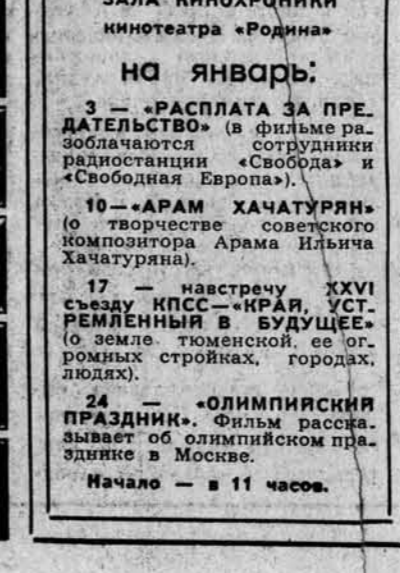 ЗАЛА КИНОХРОНИКИ
кинотеатра «Родина»
на январь:
3 — «РАСПЛАТА ЗА ПРЕ-
ДАТЕЛЬСТВО» (в фильме ра-
зоблачаются сотрудники
радиостанции «Свобода» и
«Свободная Европа»).
10—«АРАМ ХАЧАТУРЯН»
(о творчестве советского
композитора Арама Ильича
Хачатуряна).
17 — навстречу XXVI
съезду КПСС—«КРАЙ, УСТ-
РЕМЛЕННЫЙ В БУДУЩЕЕ»
(о земле тюменской, ее ог-
ромных стройках, городах,
людях).
24 — «ОЛИМПИЙСКИЙ
ПРАЗДНИК». Фильм расска-
зывает об олимпийском пра-
зднике в Москве.
Начало — в 11 часов.